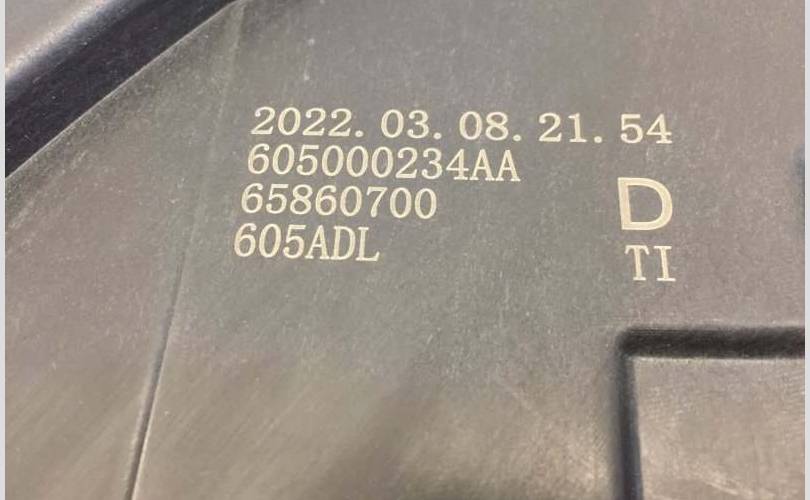 2022. 03. 08. 21. 54
605000234AA
65860700
D
605ADL
TI